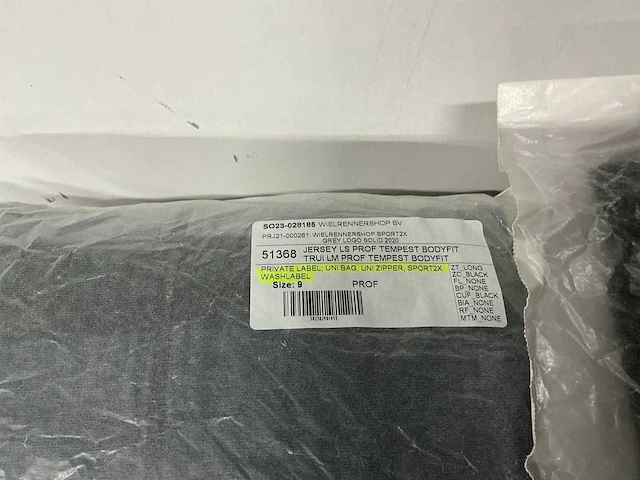 SO23-028185 WIELRENNERSHOP BV
PRJ21-000261: WIELRENNERSHOP SPORT2X
GREY LOGO SOLID 2020
51368 JERSEY LS PROF TEMPEST BODYFIT
TRUI LM PROF TEMPEST BODYFIT
PRIVATE LABEL; UNI BAG, UNI ZIPPER, SPORT2X
WASHLABEL
Size: 9 PROF
ZT_LONG
ZC_BLACK
FL_NONE
BP_NONE
CUF_BLACK
BIA_NONE
RF_NONE
MTM_NONE